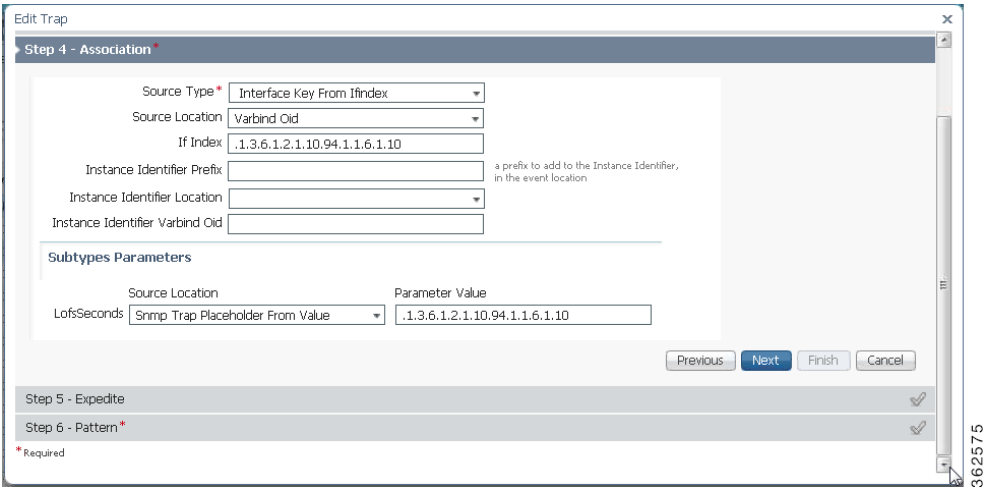 Edit Trap
Step 4 - Association*
Source Type* Interface Key From Ifindex
Source Location Varbind Oid
If Index .1.3.6.1.2.1.10.94.1.1.6.1.10
Instance Identifier Prefix a prefix to add to the Instance Identifier,
in the event location
Instance Identifier Location
Instance Identifier Varbind Oid
Subtypes Parameters
Source Location Parameter Value
LofsSeconds Snmp Trap Placeholder From Value .1.3.6.1.2.1.10.94.1.1.6.1.10
Previous Next Finish Cancel
Step 5 - Expedite
Step 6 - Pattern*
*Required
362575